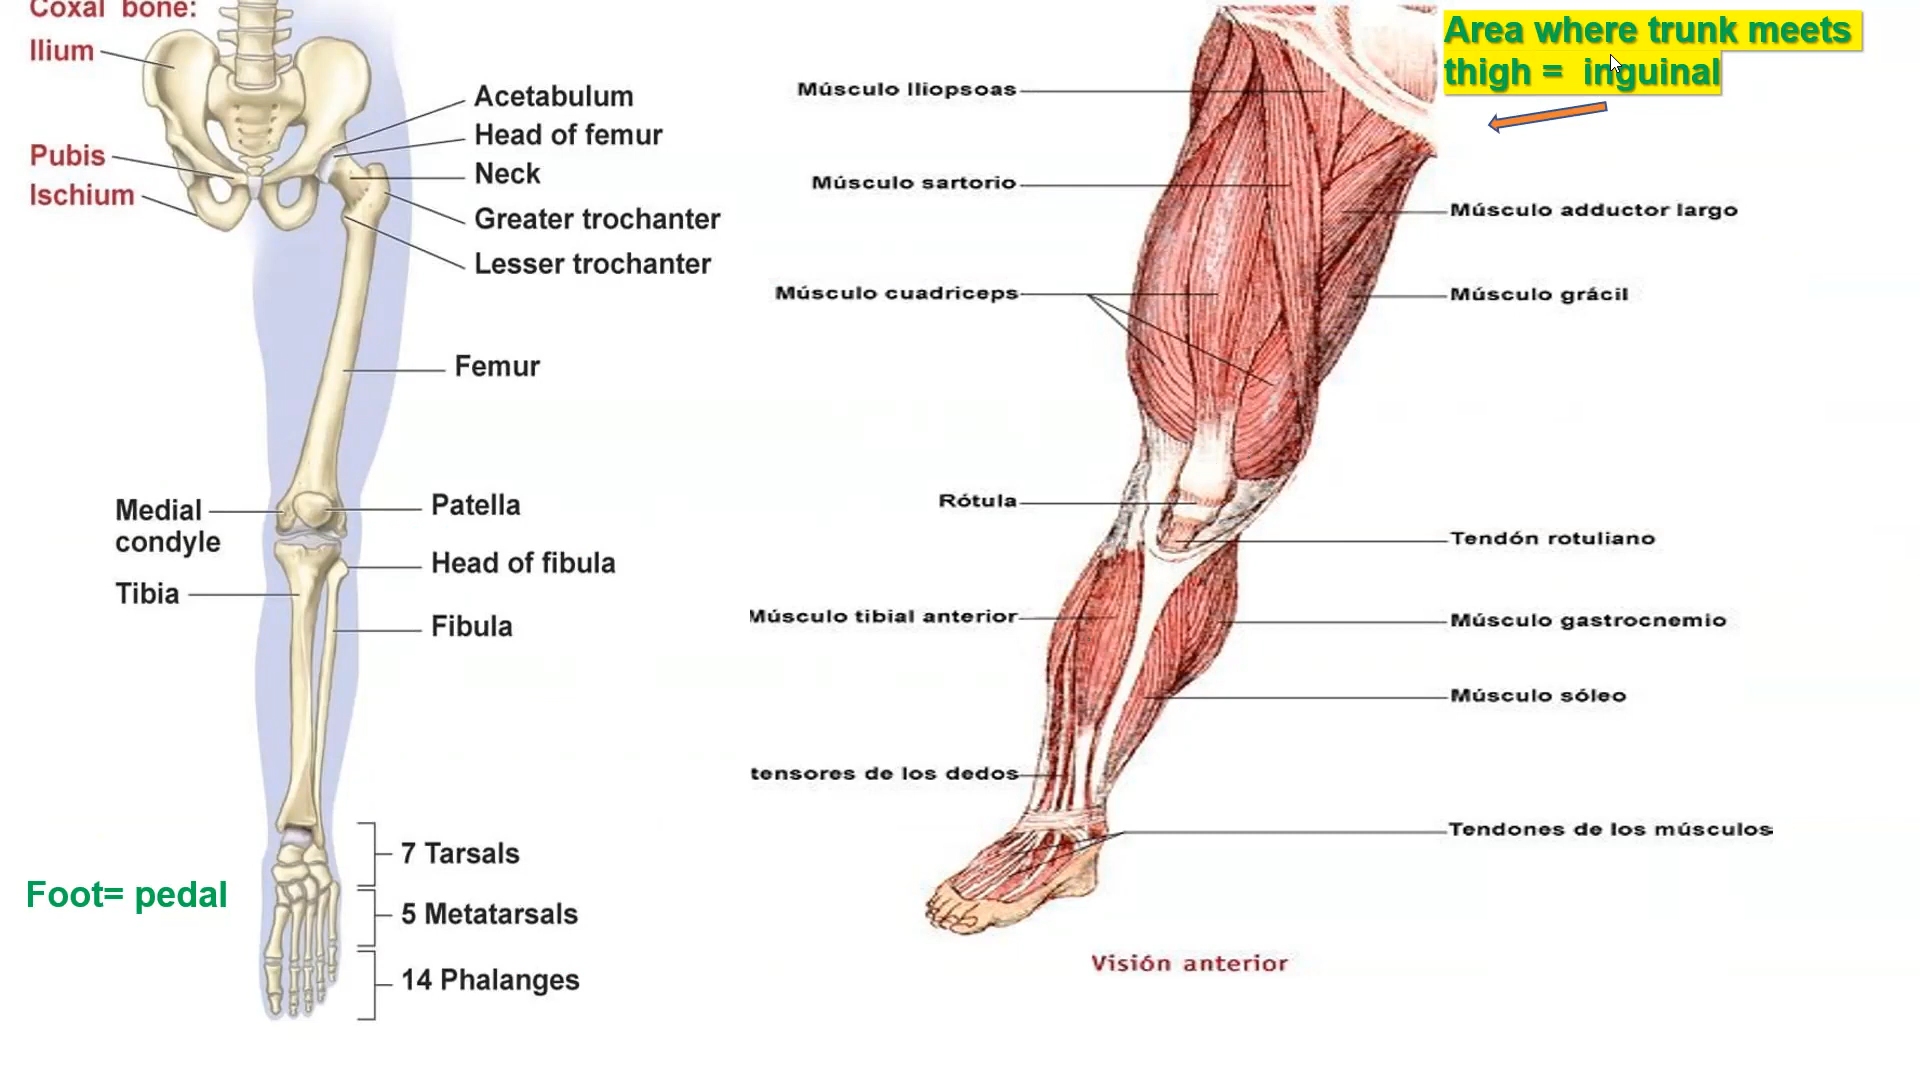 Coxal bone:
Ilium
Pubis
Ischium
Acetabulum
Head of femur
Neck
Greater trochanter
Lesser trochanter
Femur
Medial
condyle
Patella
Head of fibula
Tibia
Fibula
7 Tarsals
Foot= pedal
5 Metatarsals
14 Phalanges
Area where trunk meets
thigh = inguinal
Músculo Iliopsoas
Músculo sartorio
Músculo cuadriceps
Rótula
Músculo tibial anterior
tensores de los dedos
Músculo adductor largo
Músculo grácil
Tendón rotuliano
Músculo gastrocnemio
Músculo sóleo
Tendones de los músculos
Visión anterior